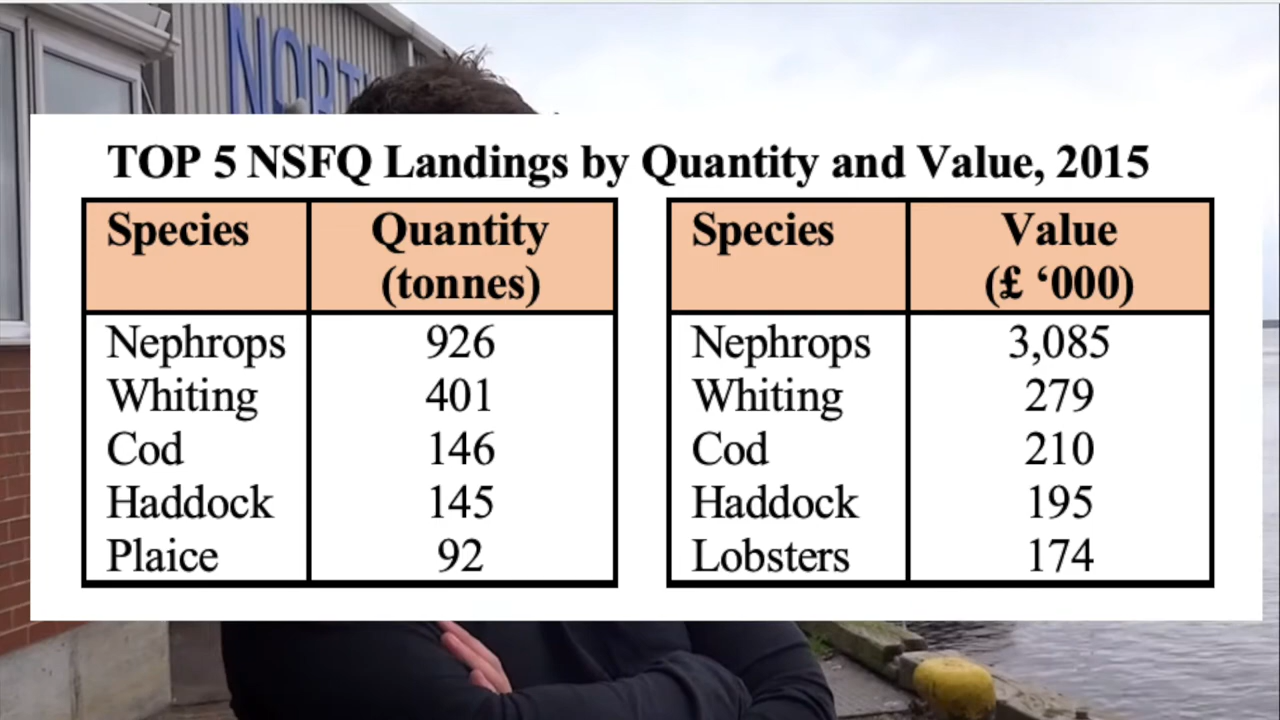 NORT
TOP 5 NSFQ Landings by Quantity and Value, 2015
Species Quantity (tonnes)
Nephrops 926
Whiting 401
Cod 146
Haddock 145
Plaice 92
Species Value (£ ‘000)
Nephrops 3,085
Whiting 279
Cod 210
Haddock 195
Lobsters 174